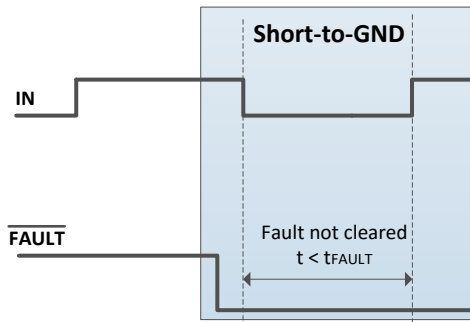 Short-to-GND
IN
FAULT
Fault not cleared
t < tFAULT